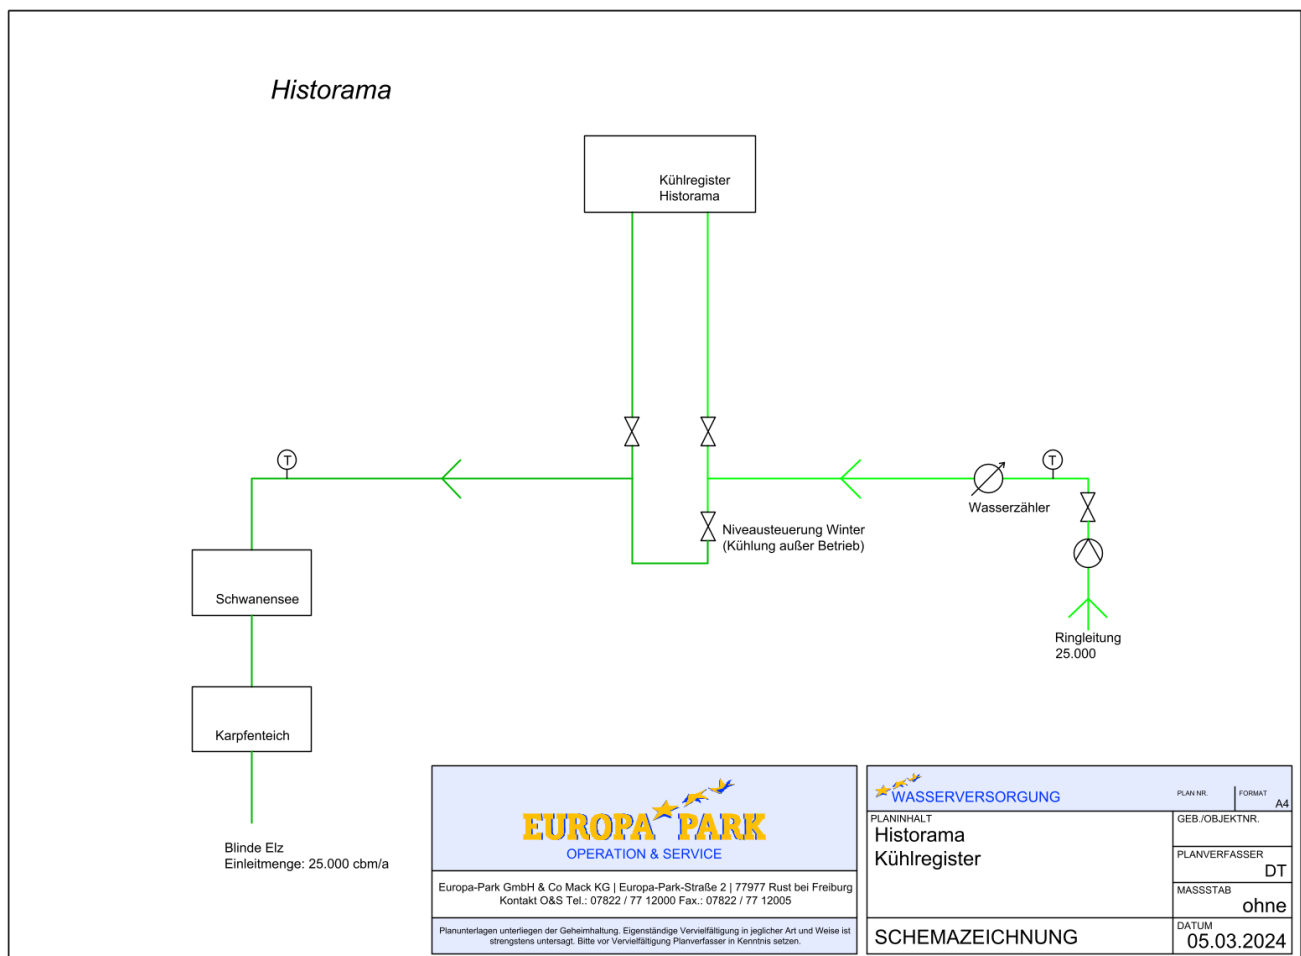 Historama
Kühlregister
Historama
T
T
Wasserzähler
Niveausteuerung Winter
(Kühlung außer Betrieb)
Schwanensee
Ringleitung
25.000
Karpfenteich
Blinde Elz
Einleitmenge: 25.000 cbm/a
EUROPA PARK
OPERATION & SERVICE
Europa-Park GmbH & Co Mack KG | Europa-Park-Straße 2 | 77977 Rust bei Freiburg
Kontakt O&S Tel.: 07822 / 77 12000 Fax.: 07822 / 77 12005
Planunterlagen unterliegen der Geheimhaltung. Eigenständige Vervielfältigung in jeglicher Art und Weise ist
strengstens untersagt. Bitte vor Vervielfältigung Planverfasser in Kenntnis setzen.
WASSERVERSORGUNG
PLAN NR.
FORMAT
A4
PLANINHALT
Historama
Kühlregister
GEB./OBJEKTNR.
PLANVERFASSER
DT
MASSSTAB
ohne
SCHEMAZEICHNUNG
DATUM
05.03.2024